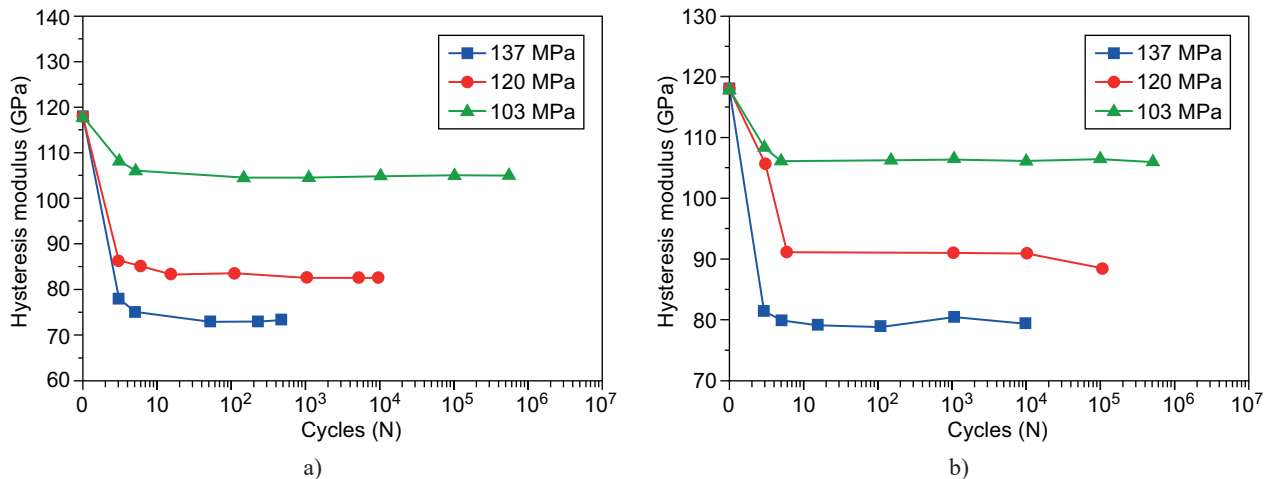 140
130
120
110
100
90
80
70
60
Hysteresis modulus (GPa)
137 MPa
120 MPa
103 MPa
0 10 10² 10³ 10⁴ 10⁵ 10⁶ 10⁷
Cycles (N)
a)
130
120
110
100
90
80
70
Hysteresis modulus (GPa)
137 MPa
120 MPa
103 MPa
0 10 10² 10³ 10⁴ 10⁵ 10⁶ 10⁷
Cycles (N)
b)